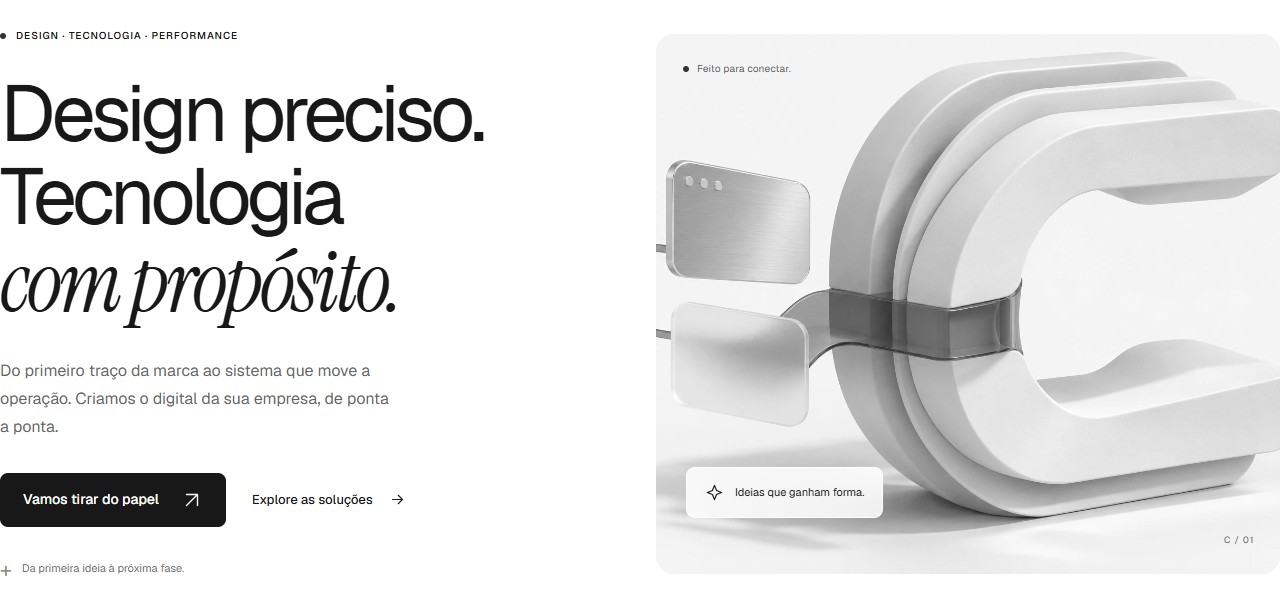 DESIGN · TECNOLOGIA · PERFORMANCE
Design preciso.
Tecnologia
com propósito.
Do primeiro traço da marca ao sistema que move a
operação. Criamos o digital da sua empresa, de ponta
a ponta.
Vamos tirar do papel
Explore as soluções
Da primeira ideia à próxima fase.
Feito para conectar.
Ideias que ganham forma.
C / 01